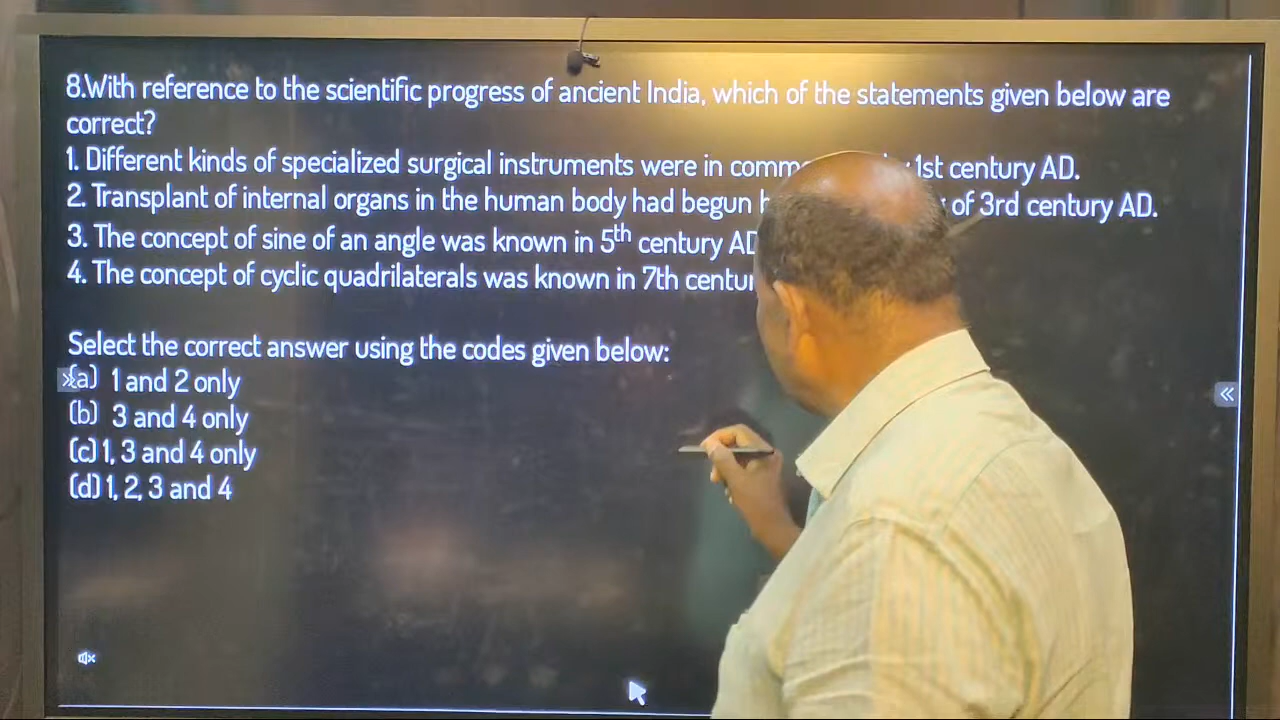 8.With reference to the scientific progress of ancient India, which of the statements given below are
correct?
1. Different kinds of specialized surgical instruments were in 1st century AD.
2. Transplant of internal organs in the human body had begun of 3rd century AD.
3. The concept of sine of an angle was known in 5th century AD
4. The concept of cyclic quadrilaterals was known in 7th
Select the correct answer using the codes given below:
(a) 1 and 2 only
(b) 3 and 4 only
(c) 1, 3 and 4 only
(d) 1, 2, 3 and 4